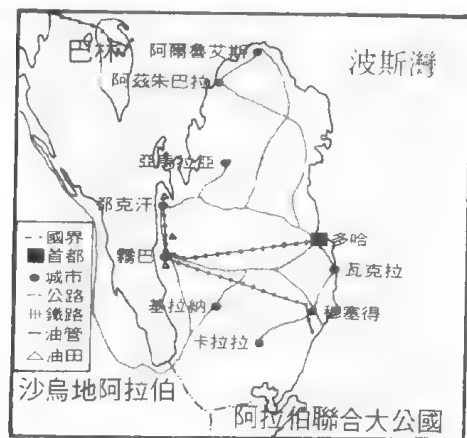 巴林
阿爾魯艾斯
波斯灣
阿茲朱巴拉
亞馬拉亞
都克汗
多哈
霧巴
瓦克拉
基拉納
穆塞得
卡拉拉
國界
首都
城市
公路
鐵路
油管
油田
沙烏地阿拉伯
阿拉伯聯合大公國